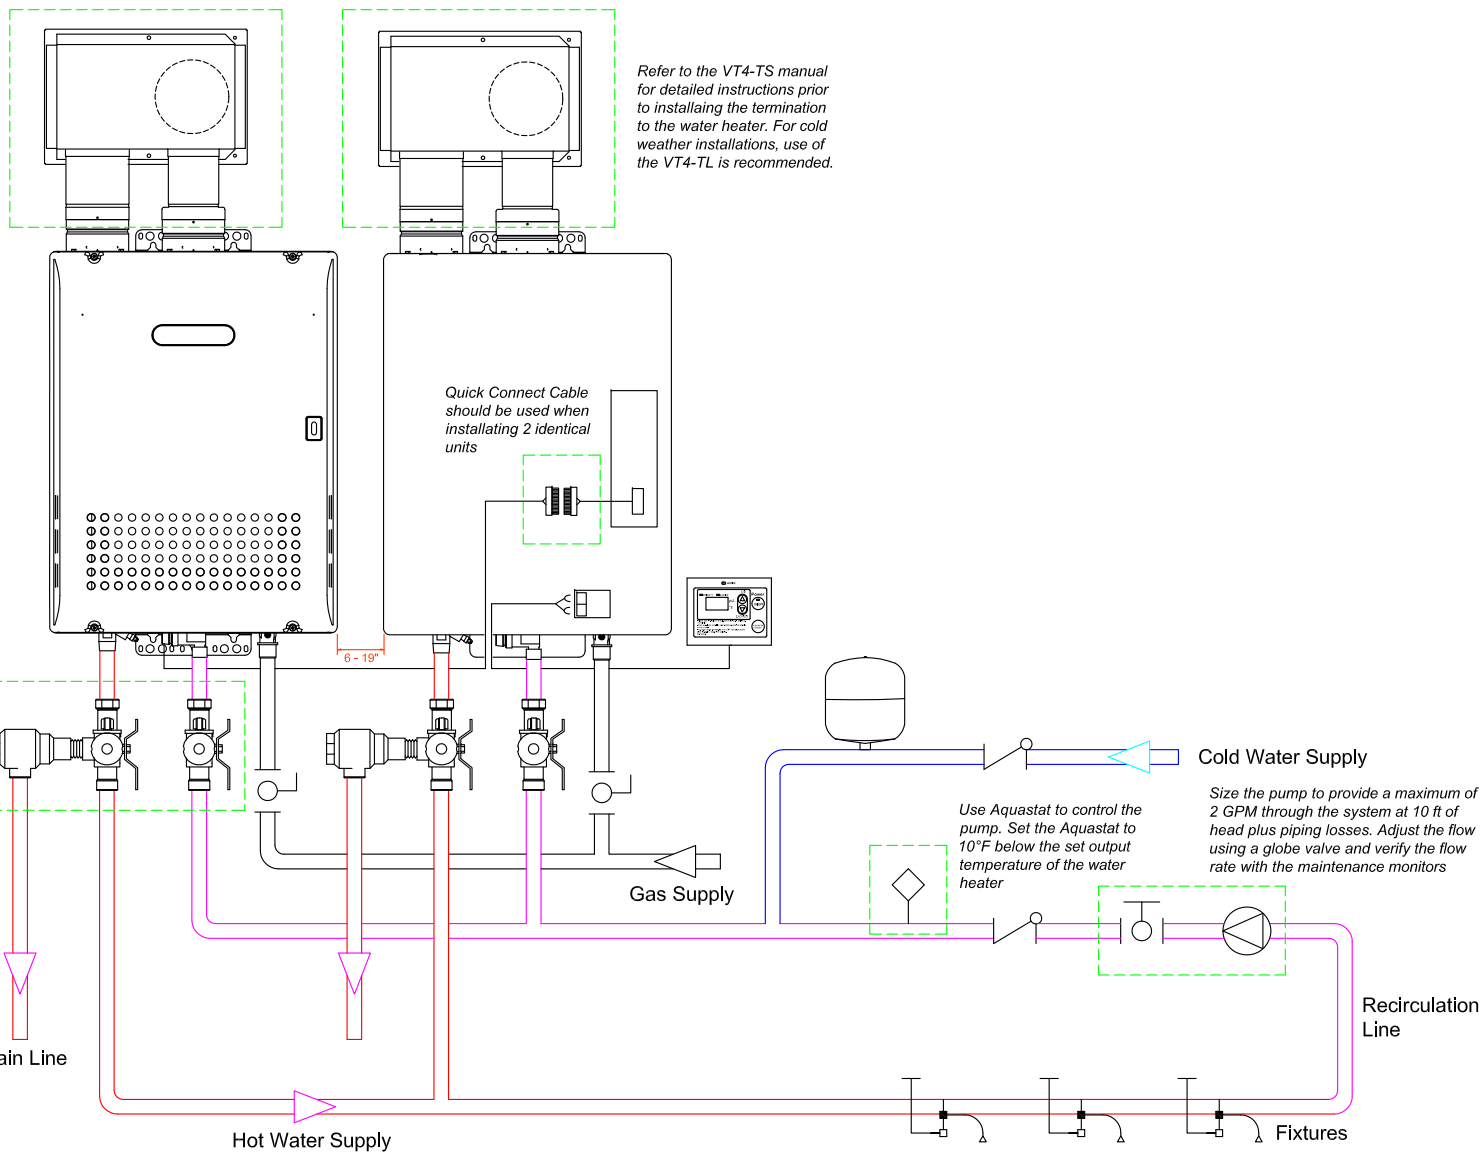 Refer to the VT4-TS manual
for detailed instructions prior
to installaing the termination
to the water heater. For cold
weather installations, use of
the VT4-TL is recommended.
Quick Connect Cable
should be used when
installating 2 identical
units
6 - 19"
Cold Water Supply
Size the pump to provide a maximum of
2 GPM through the system at 10 ft of
head plus piping losses. Adjust the flow
using a globe valve and verify the flow
rate with the maintenance monitors
Use Aquastat to control the
pump. Set the Aquastat to
10°F below the set output
temperature of the water
heater
Gas Supply
Recirculation
Line
ain Line
Hot Water Supply
Fixtures